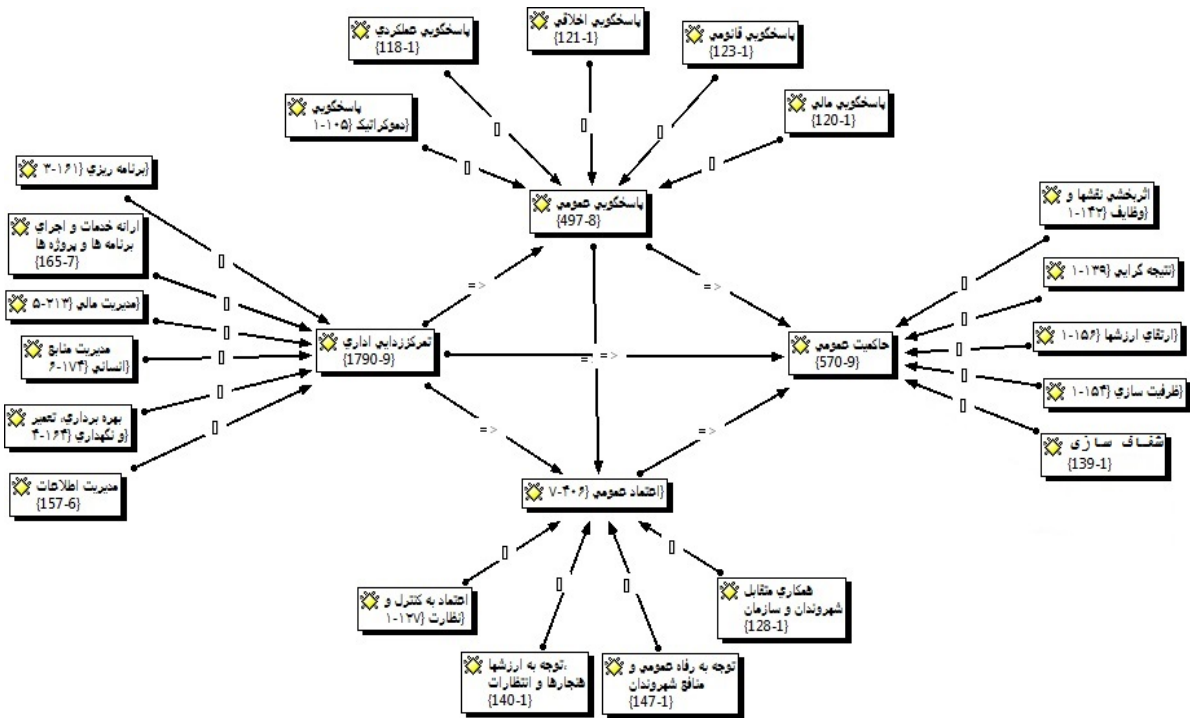 پاسخگويي عملکردي
{118-1}
پاسخگويي اخلاقي
{121-1}
پاسخگويي قانوني
{123-1}
پاسخگويي
دموکراتيک {۱۰۵-۱
پاسخگويي مالي
{120-1}
برنامه ريزي {۱۶۱-۳
ارائه خدمات و اجراي
برنامه ها و پروژه ها
{165-7}
مديريت مالي {۲۱۳-۵
مديريت منابع
انساني {۱۷۴-۶
بهره برداري، تعمير
و نگهداري {۱۶۴-۴
مديريت اطلاعات
{157-6}
پاسخگويي عمومي
{497-8}
تمرکززدايي اداري
{1790-9}
حاکميت عمومي
{570-9}
اعتماد عمومي {۴۰۶-۷
اثربخشي نقشها و
وظايف {۱۴۲-۱
نتيجه گرايي {۱۳۹-۱
ارتقاي ارزشها {۱۵۶-۱
ظرفيت سازي {۱۵۴-۱
شفاف سازی
{139-1}
اعتماد به کنترل و
نظارت {۱۲۷-۱
توجه به ارزشها،
هنجارها و انتظارات
{140-1}
توجه به رفاه عمومي و
منافع شهروندان
{147-1}
همکاري متقابل
شهروندان و سازمان
{128-1}
=>
=>
=>
=>
=>
=>